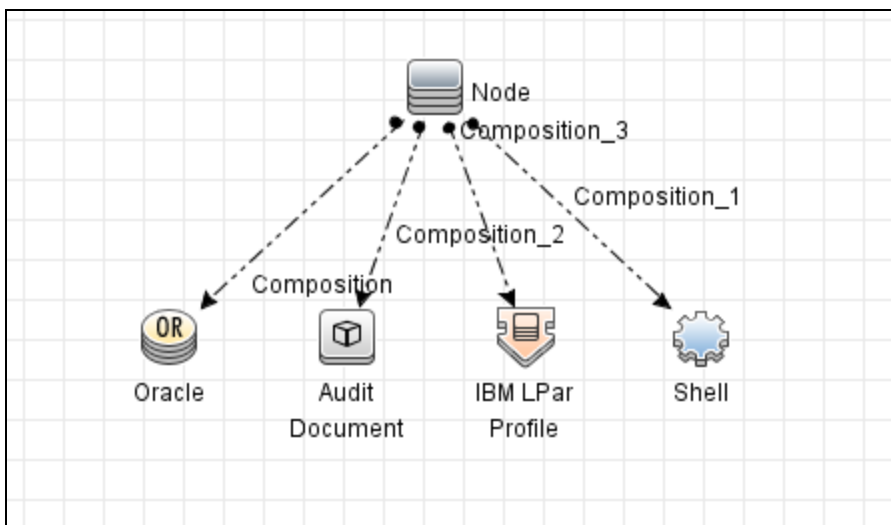 Node
Composition_3
Composition_1
Composition_2
Composition
OR
Oracle
Audit
Document
IBM LPar
Profile
Shell